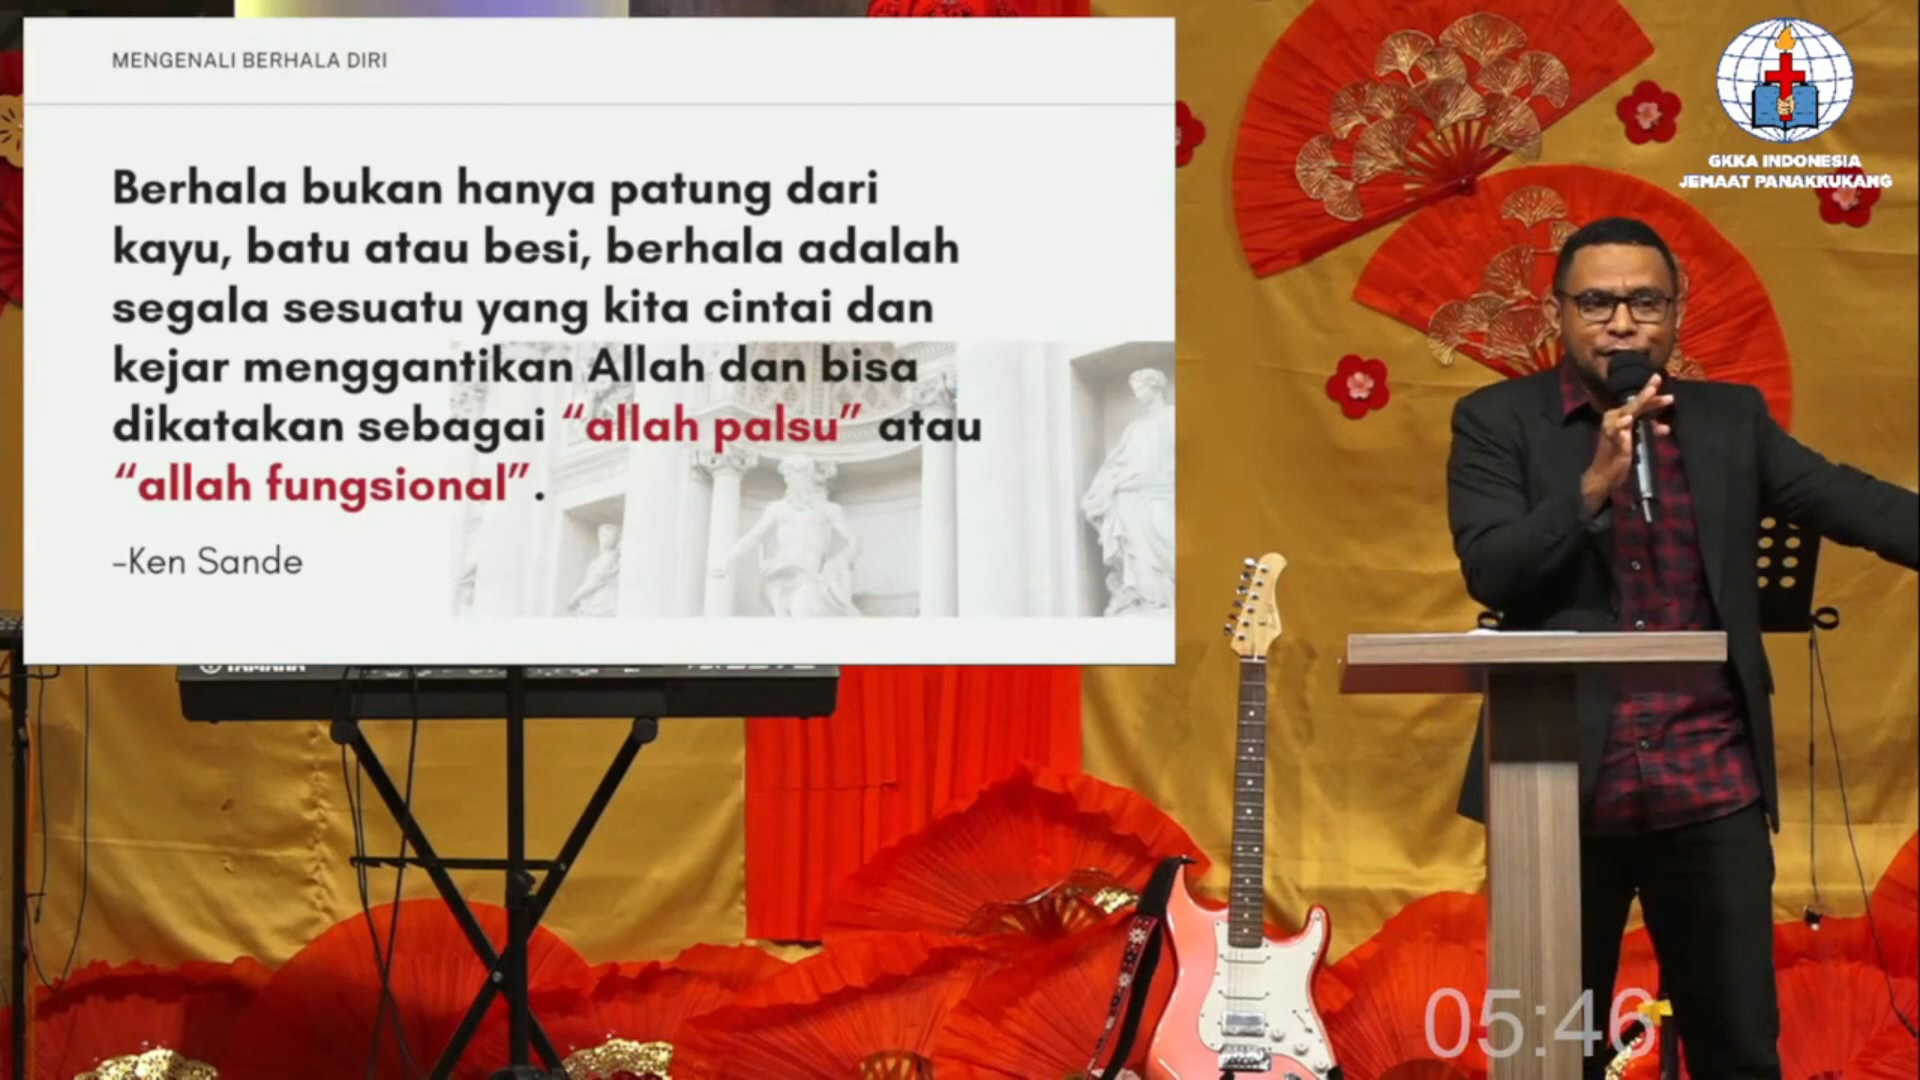 MENGENALI BERHALA DIRI
Berhala bukan hanya patung dari
kayu, batu atau besi, berhala adalah
segala sesuatu yang kita cintai dan
kejar menggantikan Allah dan bisa
dikatakan sebagai “allah palsu” atau
“allah fungsional”.
-Ken Sande
GKKA INDONESIA
JEMAAT PANAKKUKANG
YAMAHA
05:46